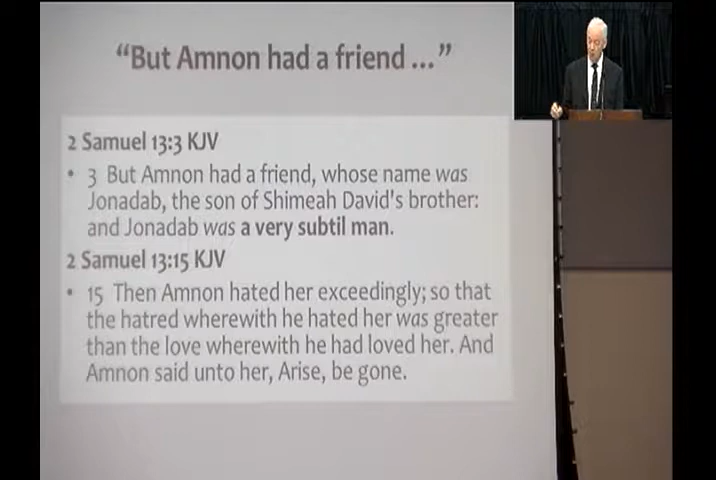 “But Amnon had a friend ...”
2 Samuel 13:3 KJV
• 3 But Amnon had a friend, whose name was
Jonadab, the son of Shimeah David's brother:
and Jonadab was a very subtil man.
2 Samuel 13:15 KJV
• 15 Then Amnon hated her exceedingly; so that
the hatred wherewith he hated her was greater
than the love wherewith he had loved her. And
Amnon said unto her, Arise, be gone.